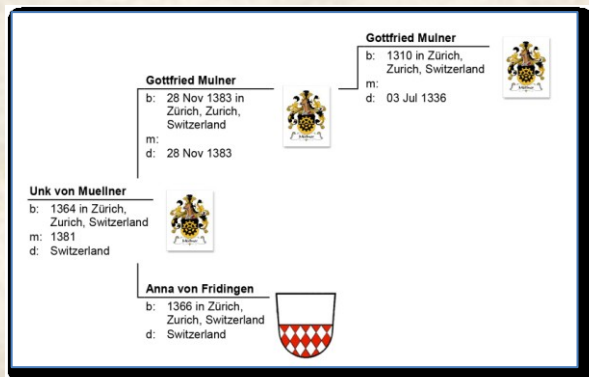 Gottfried Mulner
b: 1310 in Zürich,
Zurich, Switzerland
m:
d: 03 Jul 1336
Gottfried Mulner
b: 28 Nov 1383 in
Zürich, Zurich,
Switzerland
m:
d: 28 Nov 1383
Unk von Muellner
b: 1364 in Zürich,
Zurich, Switzerland
m: 1381
d: Switzerland
Anna von Fridingen
b: 1366 in Zürich,
Zurich, Switzerland
d: Switzerland